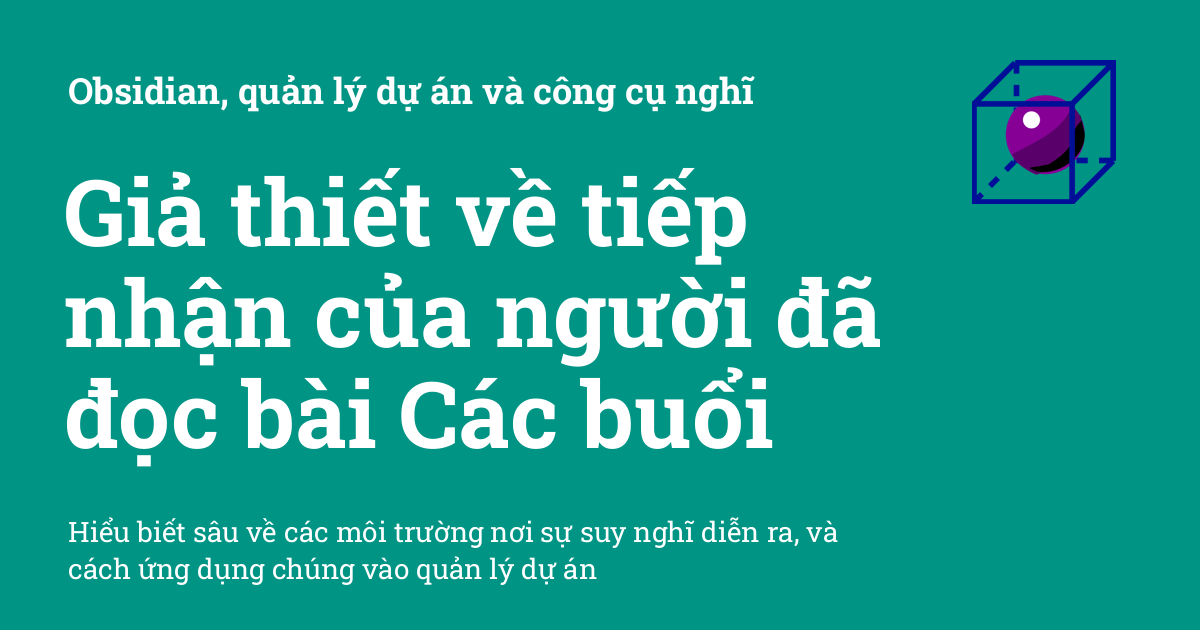 Obsidian, quản lý dự án và công cụ nghĩ
Giả thiết về tiếp
nhận của người đã
đọc bài Các buổi
Hiểu biết sâu về các môi trường nơi sự suy nghĩ diễn ra, và
cách ứng dụng chúng vào quản lý dự án